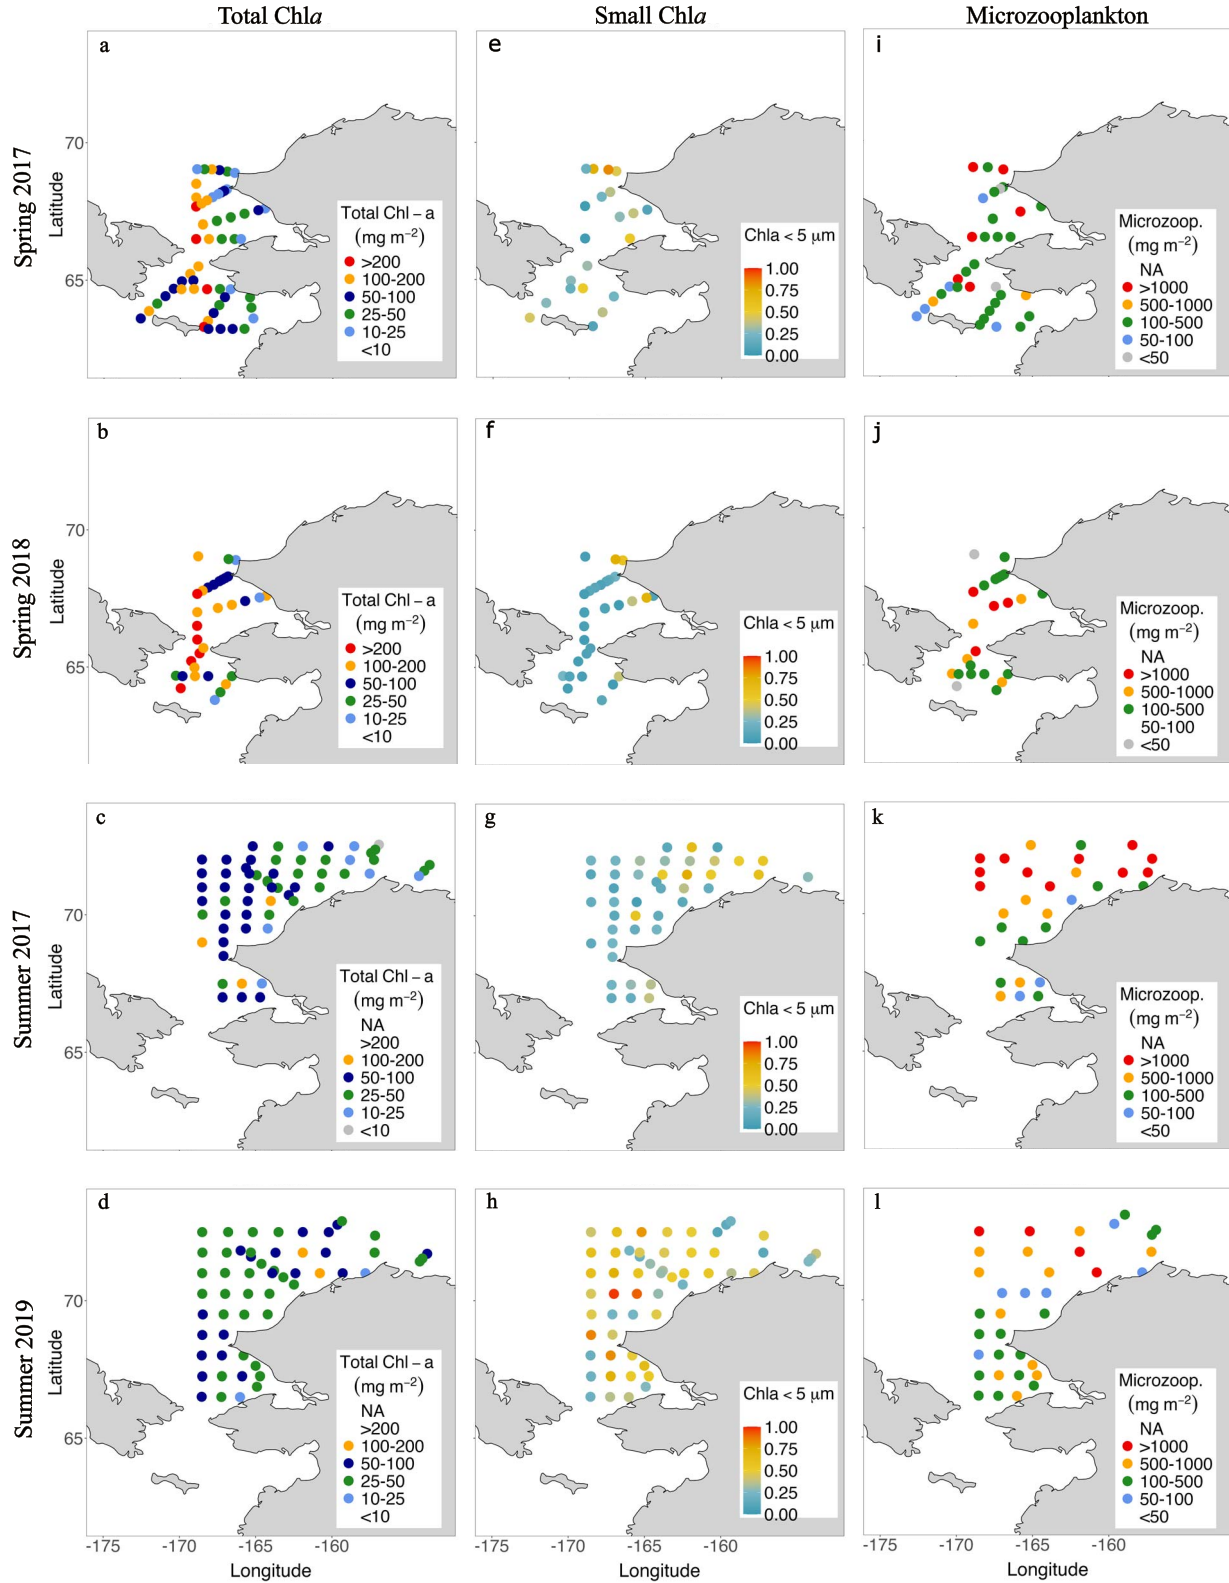 Total Chla
Small Chla
Microzooplankton
Spring 2017
Latitude
70
65
a
Total Chl – a
(mg m−2)
>200
100-200
50-100
25-50
10-25
<10
e
Chla < 5 μm
1.00
0.75
0.50
0.25
0.00
i
Microzoop.
(mg m−2)
NA
>1000
500-1000
100-500
50-100
<50
Spring 2018
Latitude
70
65
b
Total Chl – a
(mg m−2)
>200
100-200
50-100
25-50
10-25
<10
f
Chla < 5 μm
1.00
0.75
0.50
0.25
0.00
j
Microzoop.
(mg m−2)
NA
>1000
500-1000
100-500
50-100
<50
Summer 2017
Latitude
70
65
c
Total Chl – a
(mg m−2)
NA
>200
100-200
50-100
25-50
10-25
<10
g
Chla < 5 μm
1.00
0.75
0.50
0.25
0.00
k
Microzoop.
(mg m−2)
NA
>1000
500-1000
100-500
50-100
<50
Summer 2019
Latitude
70
65
d
Total Chl – a
(mg m−2)
NA
>200
100-200
50-100
25-50
10-25
<10
h
Chla < 5 μm
1.00
0.75
0.50
0.25
0.00
l
Microzoop.
(mg m−2)
NA
>1000
500-1000
100-500
50-100
<50
-175 -170 -165 -160
Longitude
-175 -170 -165 -160
Longitude
-175 -170 -165 -160
Longitude